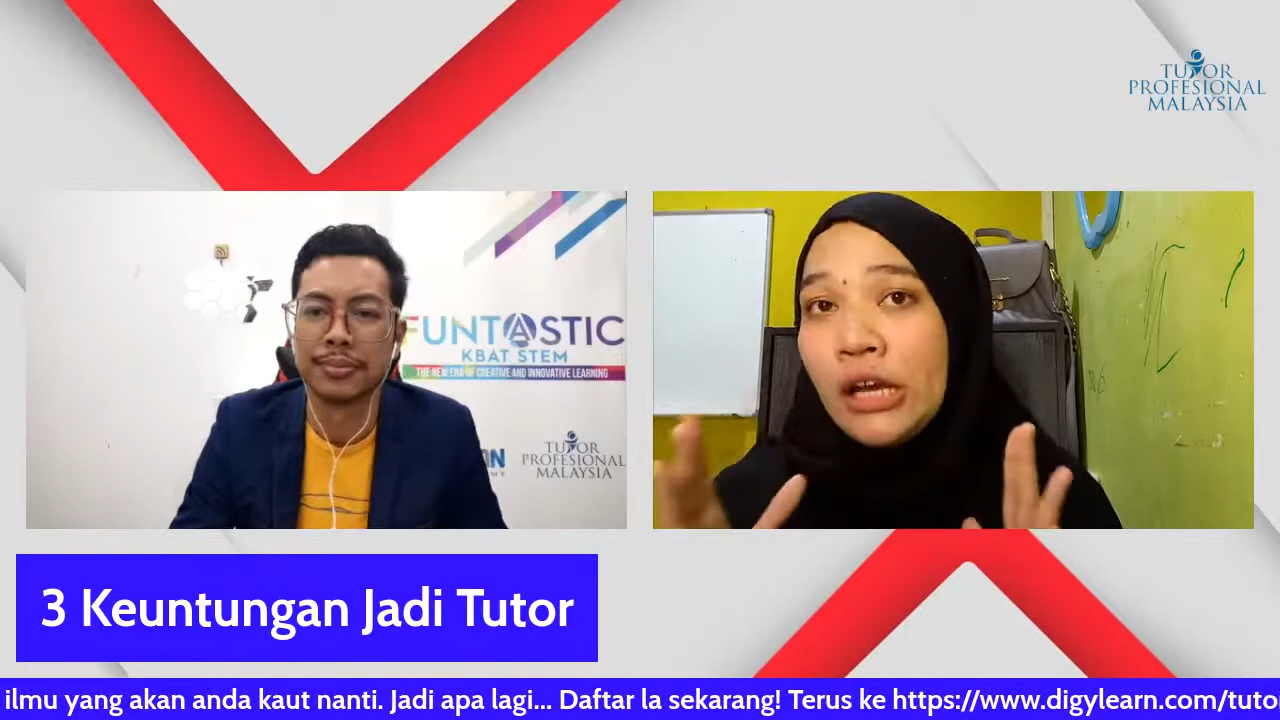 TUTOR
PROFESIONAL
MALAYSIA
FUNTASTIC
KBAT STEM
THE NEW ERA OF CREATIVE AND INNOVATIVE LEARNING
TUTOR
PROFESIONAL
MALAYSIA
3 Keuntungan Jadi Tutor
ilmu yang akan anda kaut nanti. Jadi apa lagi... Daftar la sekarang! Terus ke https://www.digylearn.com/tuto